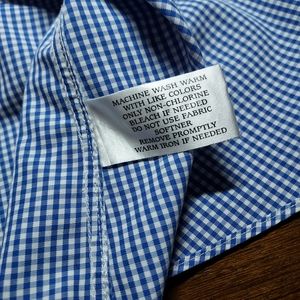 MACHINE WASH WARM
WITH LIKE COLORS
ONLY NON-CHLORINE
BLEACH IF NEEDED
DO NOT USE FABRIC
SOFTNER
REMOVE PROMPTLY
WARM IRON IF NEEDED